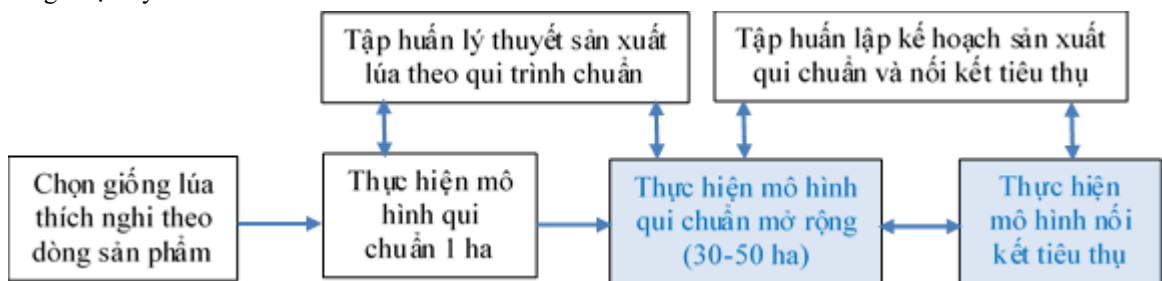 Tập huấn lý thuyết sản xuất
lúa theo qui trình chuẩn
Tập huấn lập kế hoạch sản xuất
qui chuẩn và nối kết tiêu thụ
Chọn giống lúa
thích nghi theo
dòng sản phẩm
Thực hiện mô
hình qui
chuẩn 1 ha
Thực hiện mô hình
qui chuẩn mở rộng
(30-50 ha)
Thực hiện
mô hình nối
kết tiêu thụ